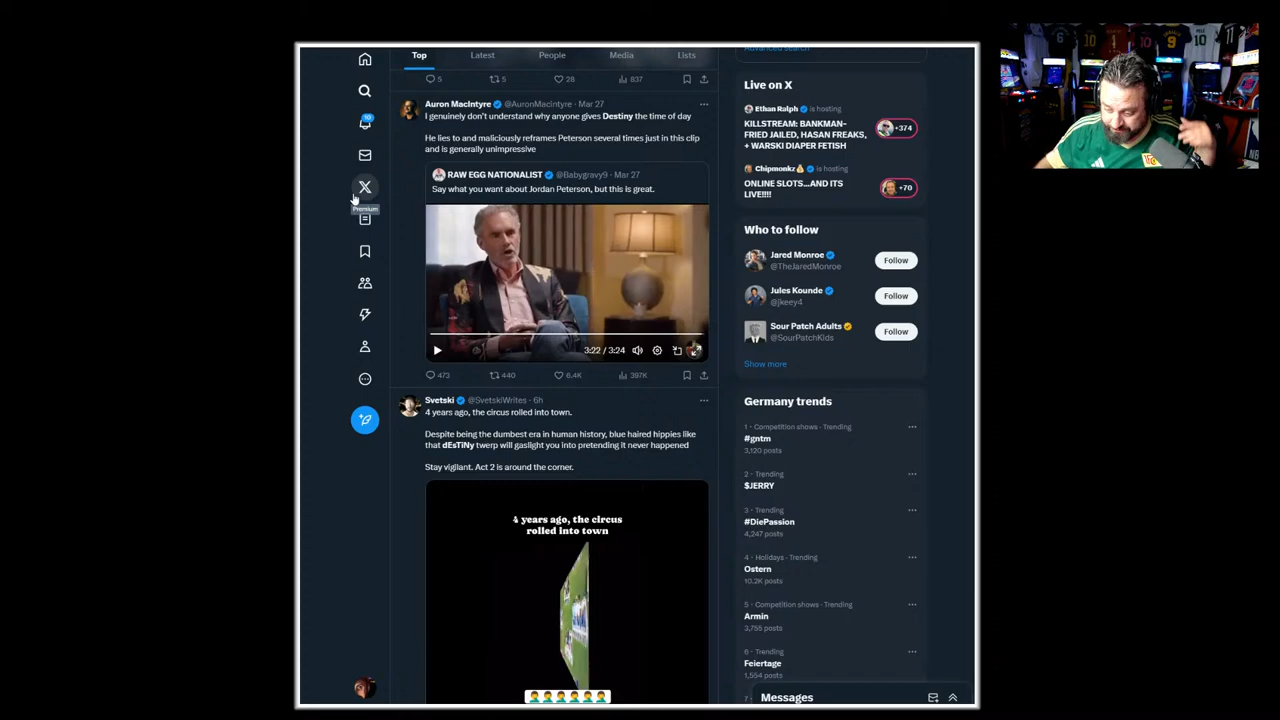 Top
Latest
People
Media
Lists
5
5
28
837
Auron MacIntyre @AuronMacIntyre · Mar 27
I genuinely don't understand why anyone gives Destiny the time of day
He lies to and maliciously reframes Peterson several times just in this clip
and is generally unimpressive
RAW EGG NATIONALIST @Babygravy9 · Mar 27
Say what you want about Jordan Peterson, but this is great.
3:22 / 3:24
473
440
6.4K
397K
Svetski @SvetskiWrites · 6h
4 years ago, the circus rolled into town.
Despite being the dumbest era in human history, blue haired hippies like
that dEsTiNy twerp will gaslight you into pretending it never happened
Stay vigilant. Act 2 is around the corner.
4 years ago, the circus
rolled into town
10
Premium
Advanced search
Live on X
Ethan Ralph is hosting
KILLSTREAM: BANKMAN-
FRIED JAILED, HASAN FREAKS,
+ WARSKI DIAPER FETISH
+374
Chipmonkz is hosting
ONLINE SLOTS...AND ITS
LIVE!!!!
+70
Who to follow
Jared Monroe
@TheJaredMonroe
Follow
Jules Kounde
@jkeey4
Follow
Sour Patch Adults
@SourPatchKids
Follow
Show more
Germany trends
1 · Competition shows · Trending
#gntm
3,120 posts
2 · Trending
$JERRY
3 · Trending
#DiePassion
4,247 posts
4 · Holidays · Trending
Ostern
10.2K posts
5 · Competition shows · Trending
Armin
3,755 posts
6 · Trending
Feiertage
1,554 posts
Messages